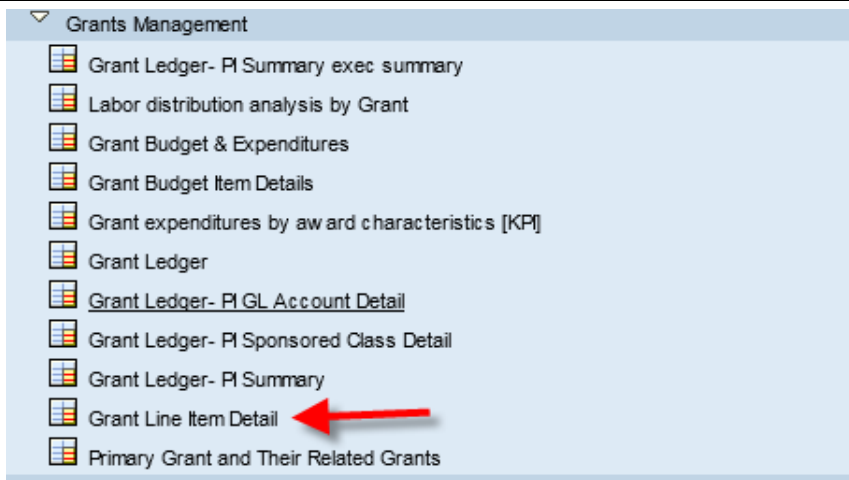 Grants Management
Grant Ledger- PI Summary exec summary
Labor distribution analysis by Grant
Grant Budget & Expenditures
Grant Budget Item Details
Grant expenditures by award characteristics [KPI]
Grant Ledger
Grant Ledger- PI GL Account Detail
Grant Ledger- PI Sponsored Class Detail
Grant Ledger- PI Summary
Grant Line Item Detail
Primary Grant and Their Related Grants